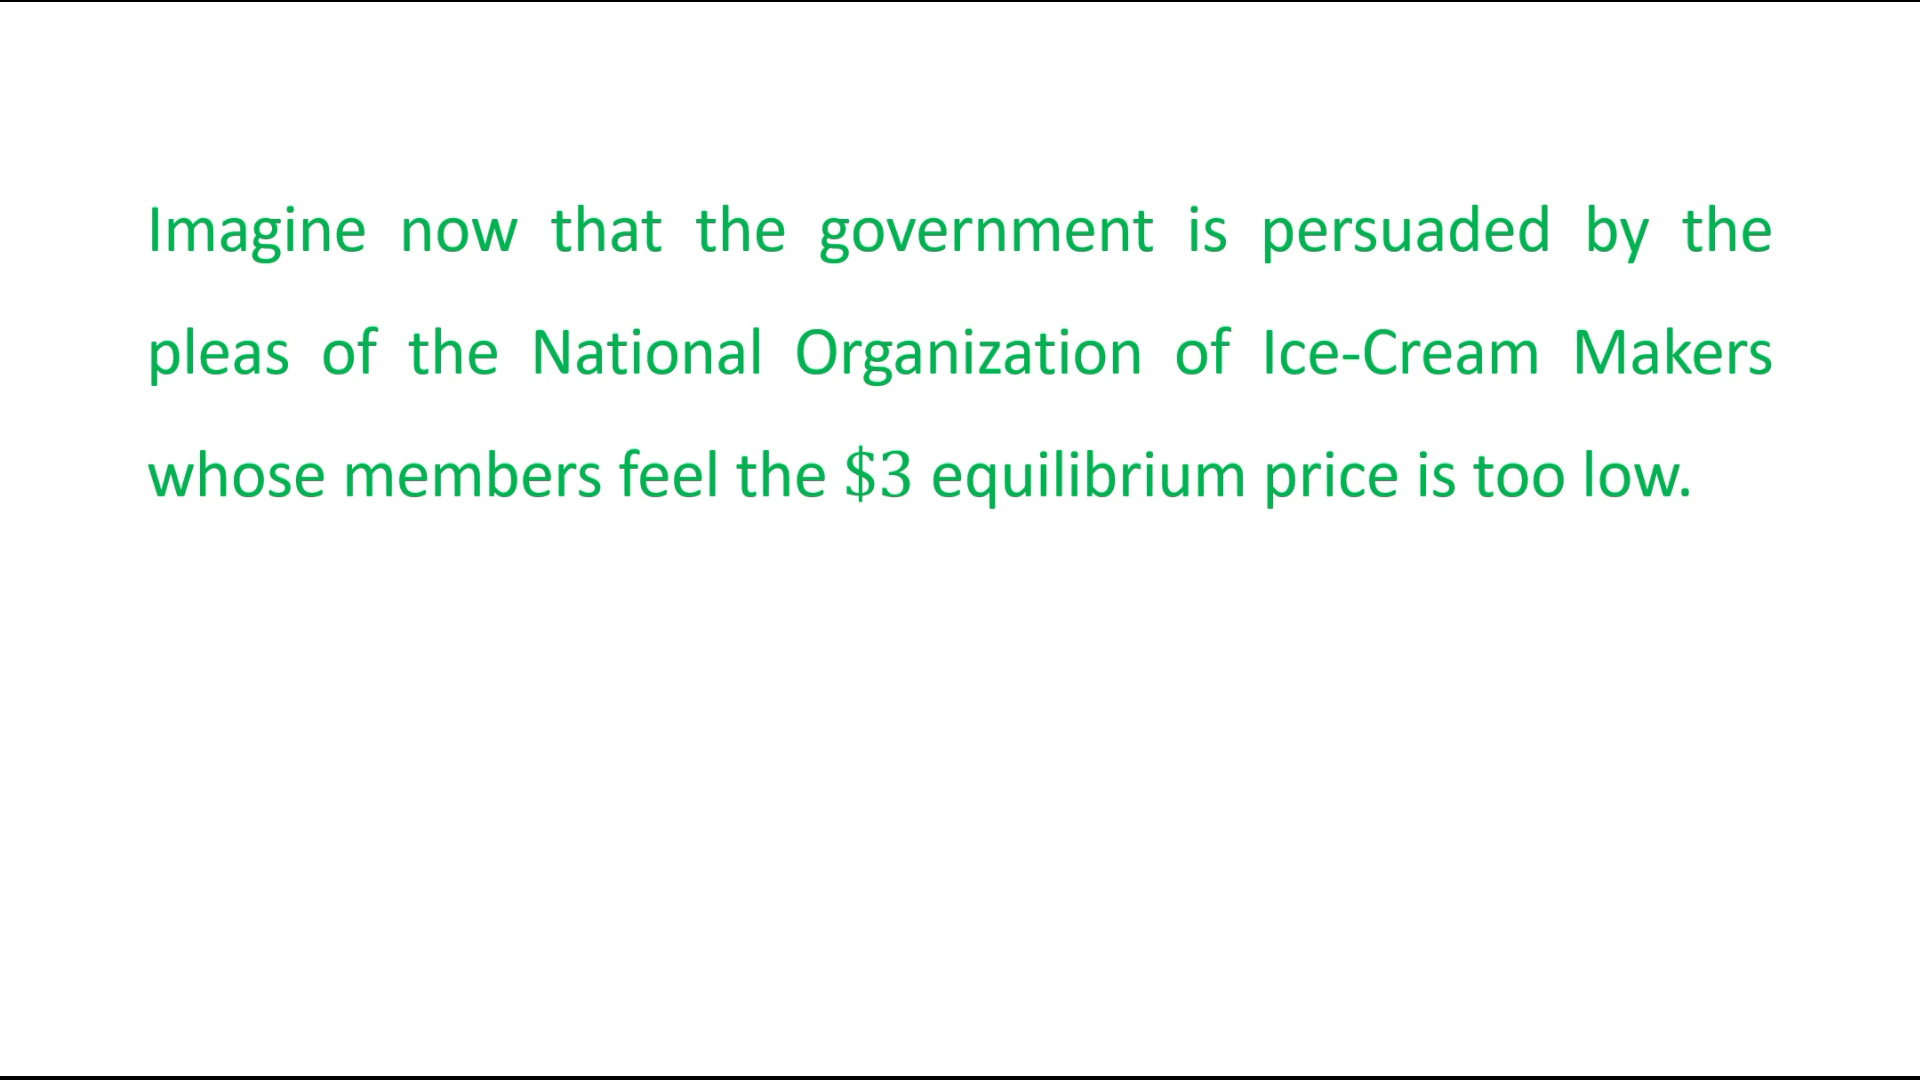 Imagine now that the government is persuaded by the
pleas of the National Organization of Ice-Cream Makers
whose members feel the $3 equilibrium price is too low.